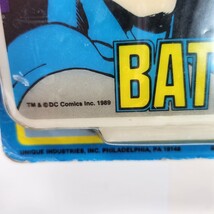 BAT
TM & © DC Comics Inc. 1989
UNIQUE INDUSTRIES, INC. PHILADELPHIA, PA 19148